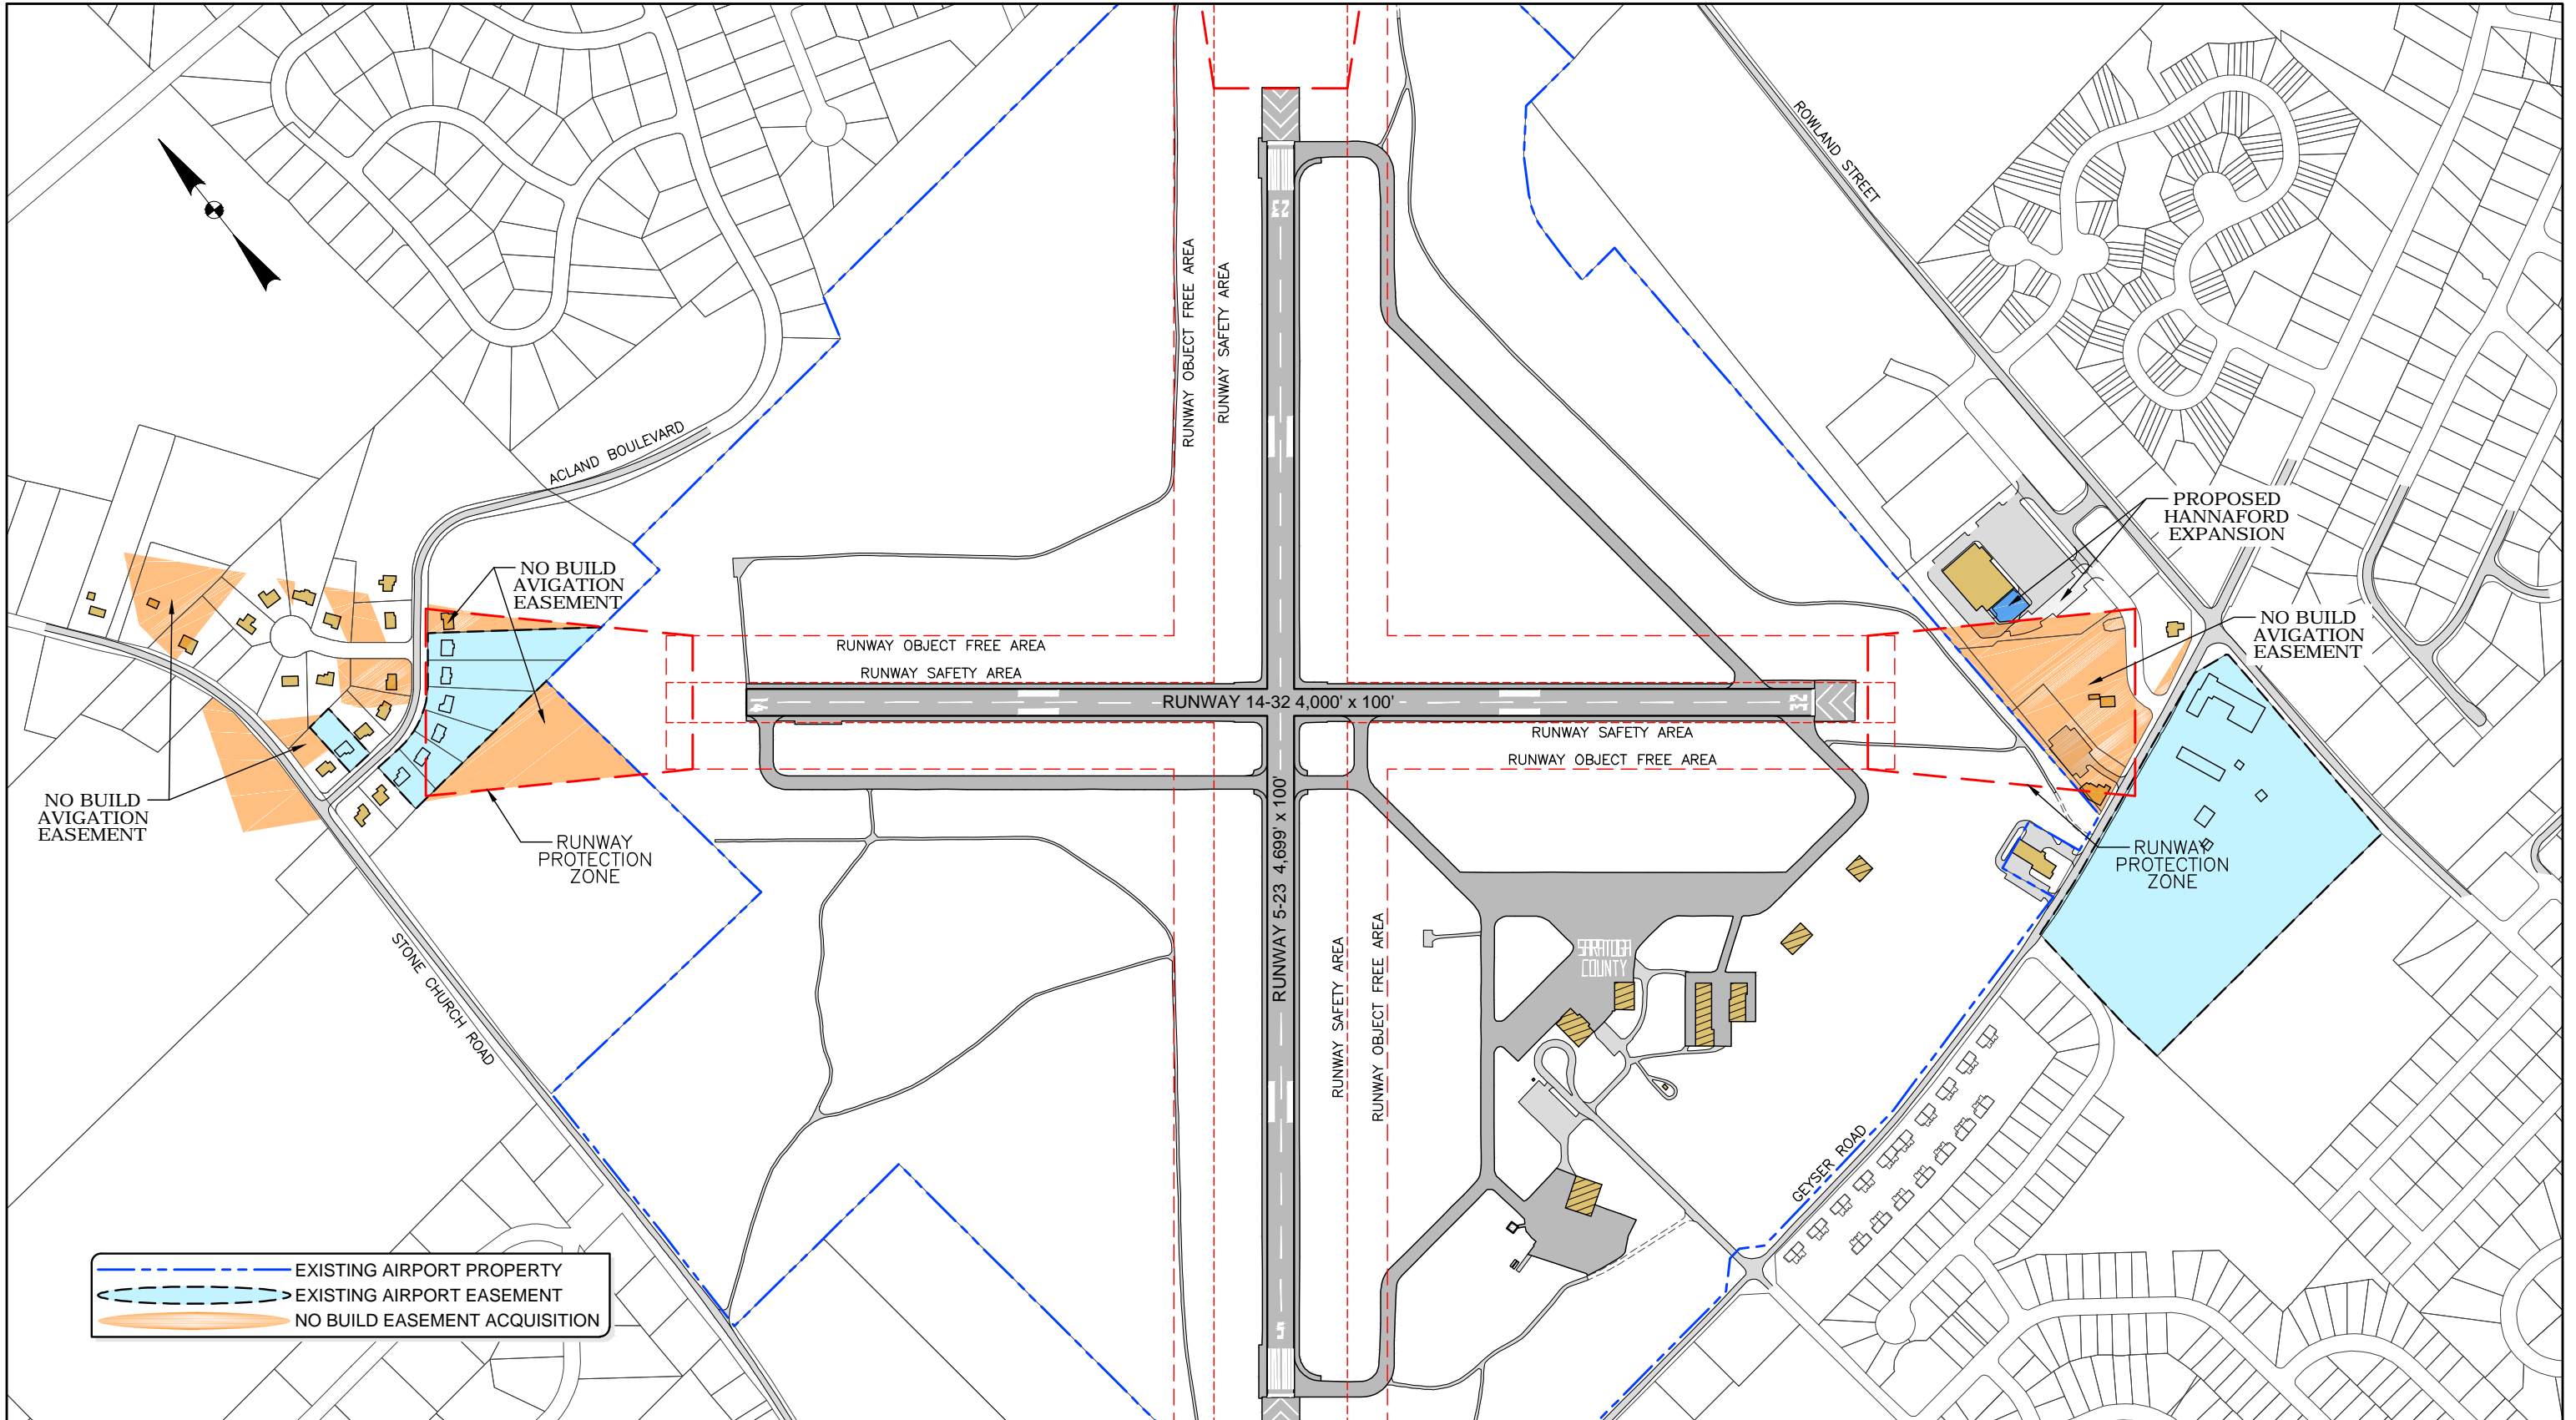 ROWLAND STREET
23
RUNWAY OBJECT FREE AREA
RUNWAY SAFETY AREA
ACLAND BOULEVARD
PROPOSED
HANNAFORD
EXPANSION
NO BUILD
AVIGATION
EASEMENT
NO BUILD
AVIGATION
EASEMENT
RUNWAY OBJECT FREE AREA
RUNWAY SAFETY AREA
14
RUNWAY 14-32 4,000' x 100'
32
RUNWAY SAFETY AREA
RUNWAY OBJECT FREE AREA
NO BUILD
AVIGATION
EASEMENT
RUNWAY
PROTECTION
ZONE
RUNWAY
PROTECTION
ZONE
RUNWAY 5-23 4,699' x 100'
STONE CHURCH ROAD
RUNWAY SAFETY AREA
RUNWAY OBJECT FREE AREA
SARATOGA
COUNTY
GEYSER ROAD
5
EXISTING AIRPORT PROPERTY
EXISTING AIRPORT EASEMENT
NO BUILD EASEMENT ACQUISITION